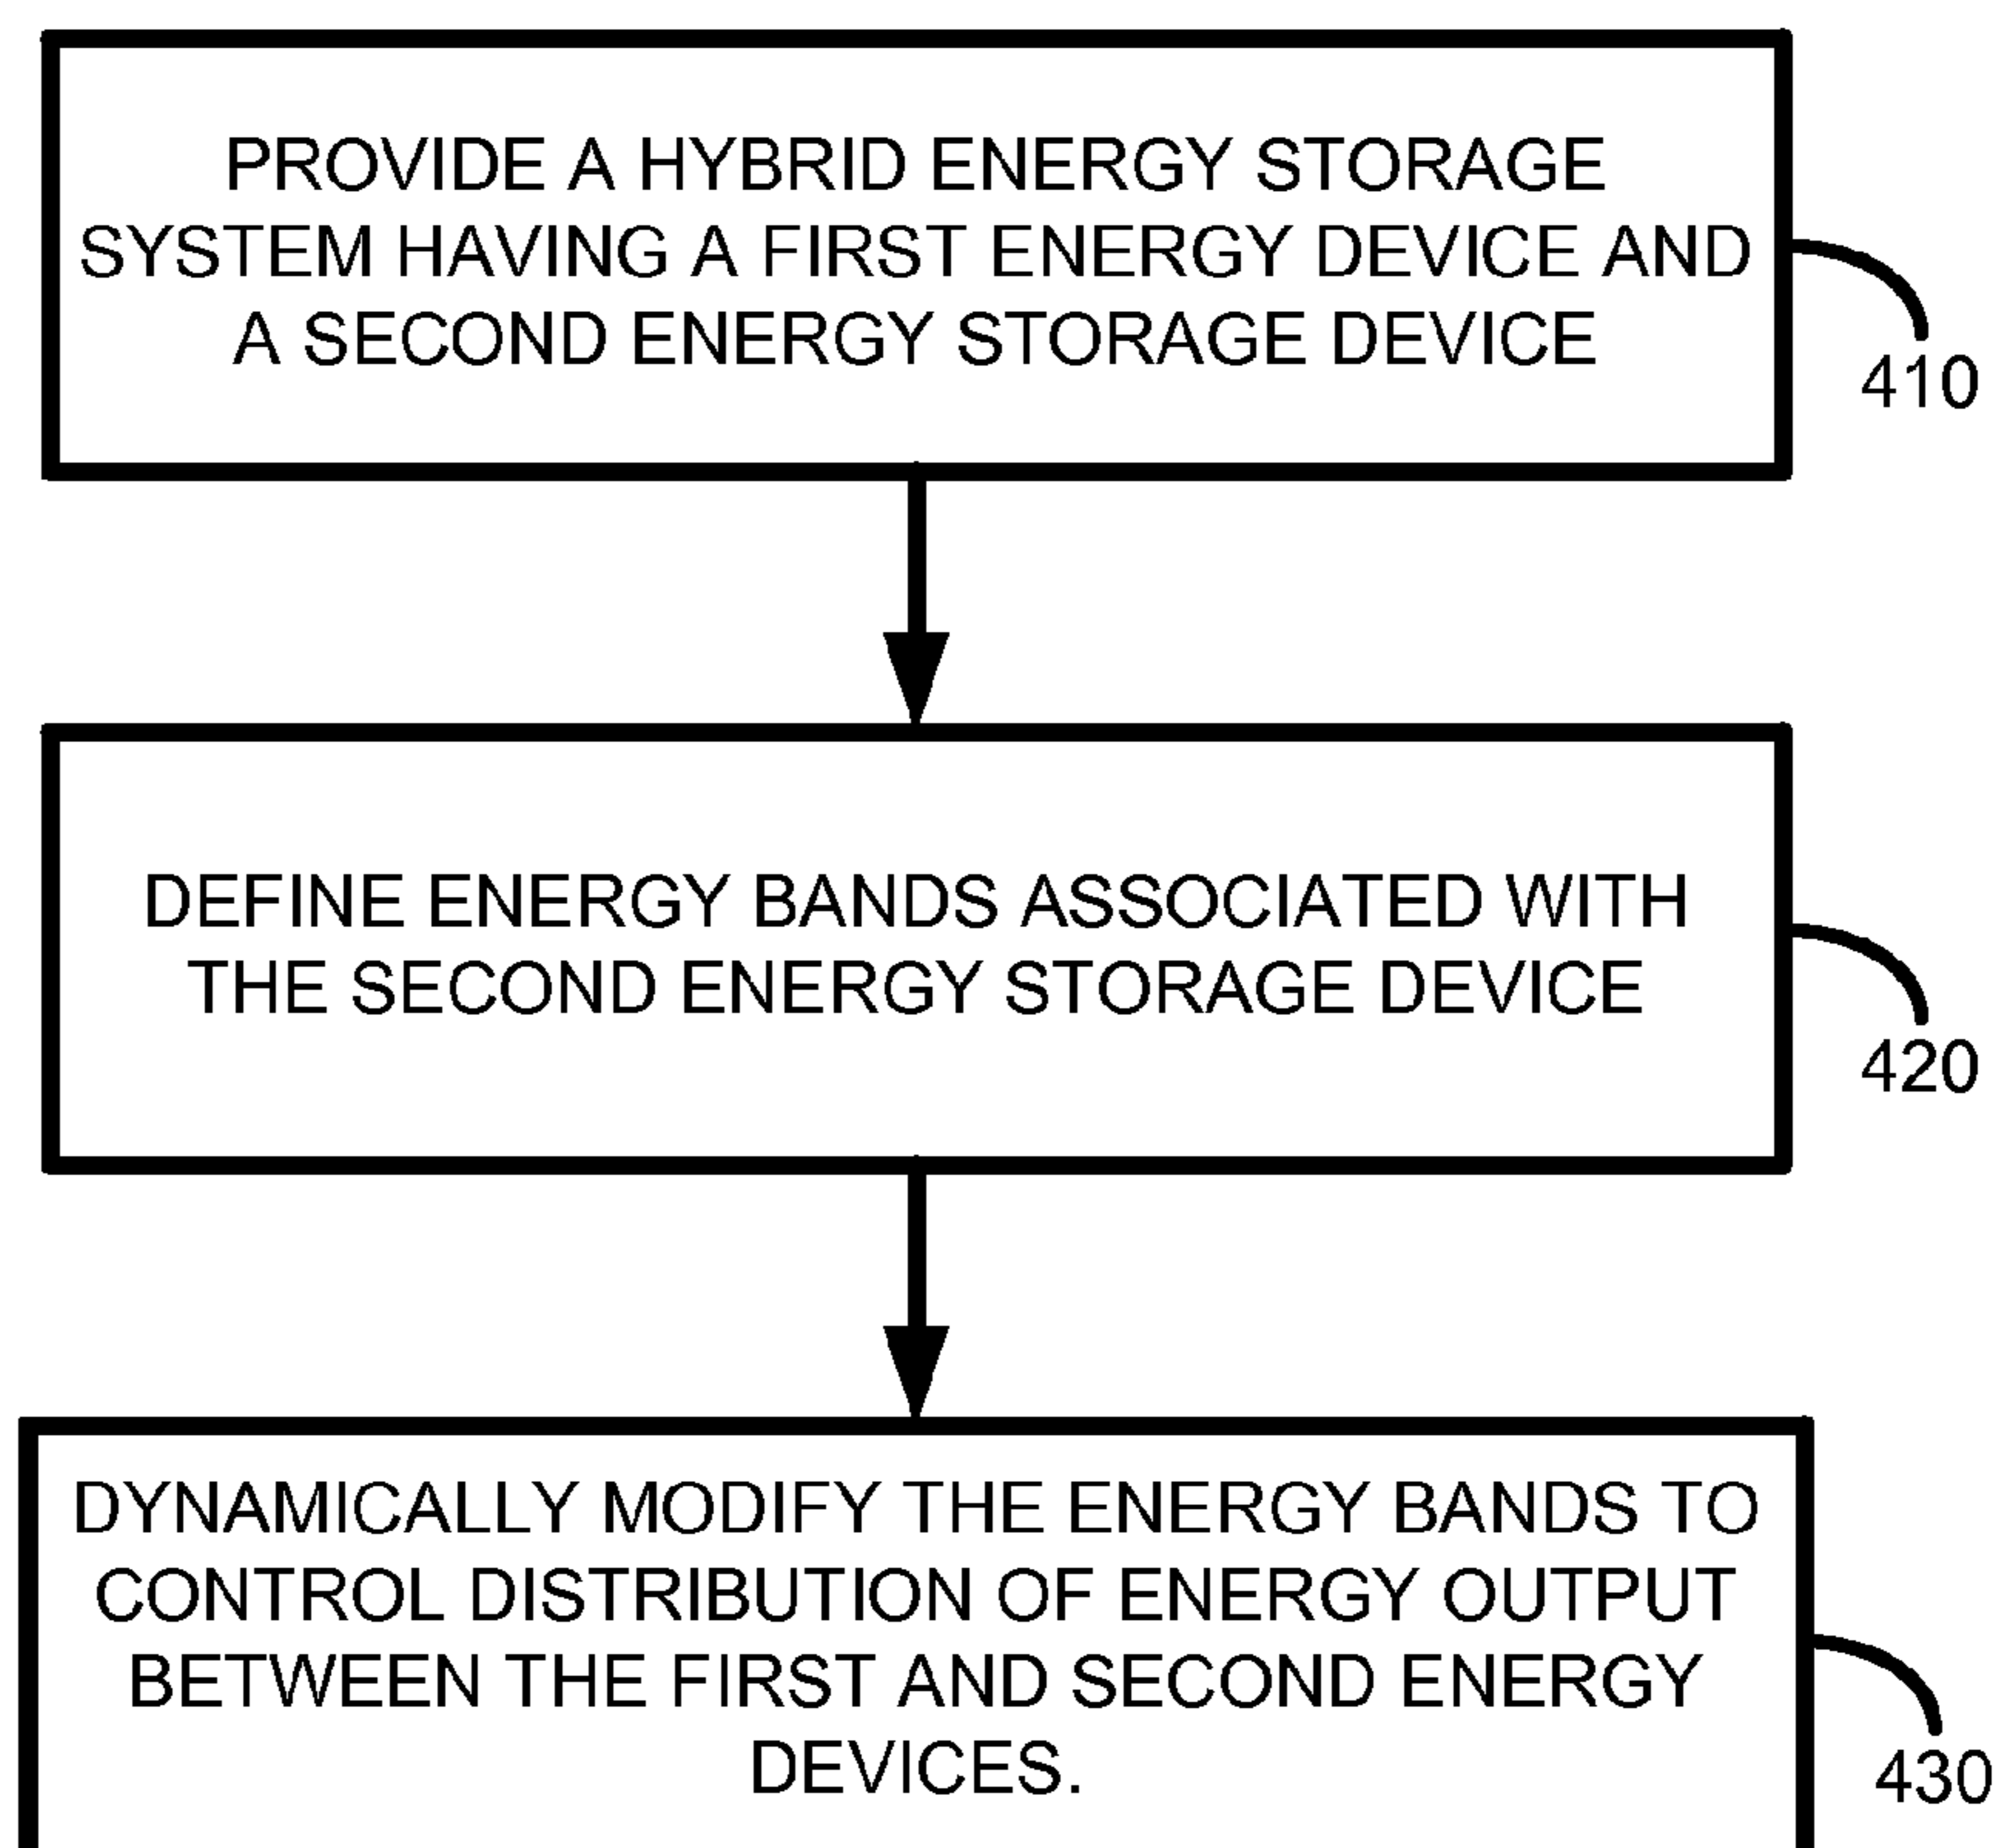 PROVIDE A HYBRID ENERGY STORAGE
SYSTEM HAVING A FIRST ENERGY DEVICE AND
A SECOND ENERGY STORAGE DEVICE
410
DEFINE ENERGY BANDS ASSOCIATED WITH
THE SECOND ENERGY STORAGE DEVICE
420
DYNAMICALLY MODIFY THE ENERGY BANDS TO
CONTROL DISTRIBUTION OF ENERGY OUTPUT
BETWEEN THE FIRST AND SECOND ENERGY
DEVICES.
430